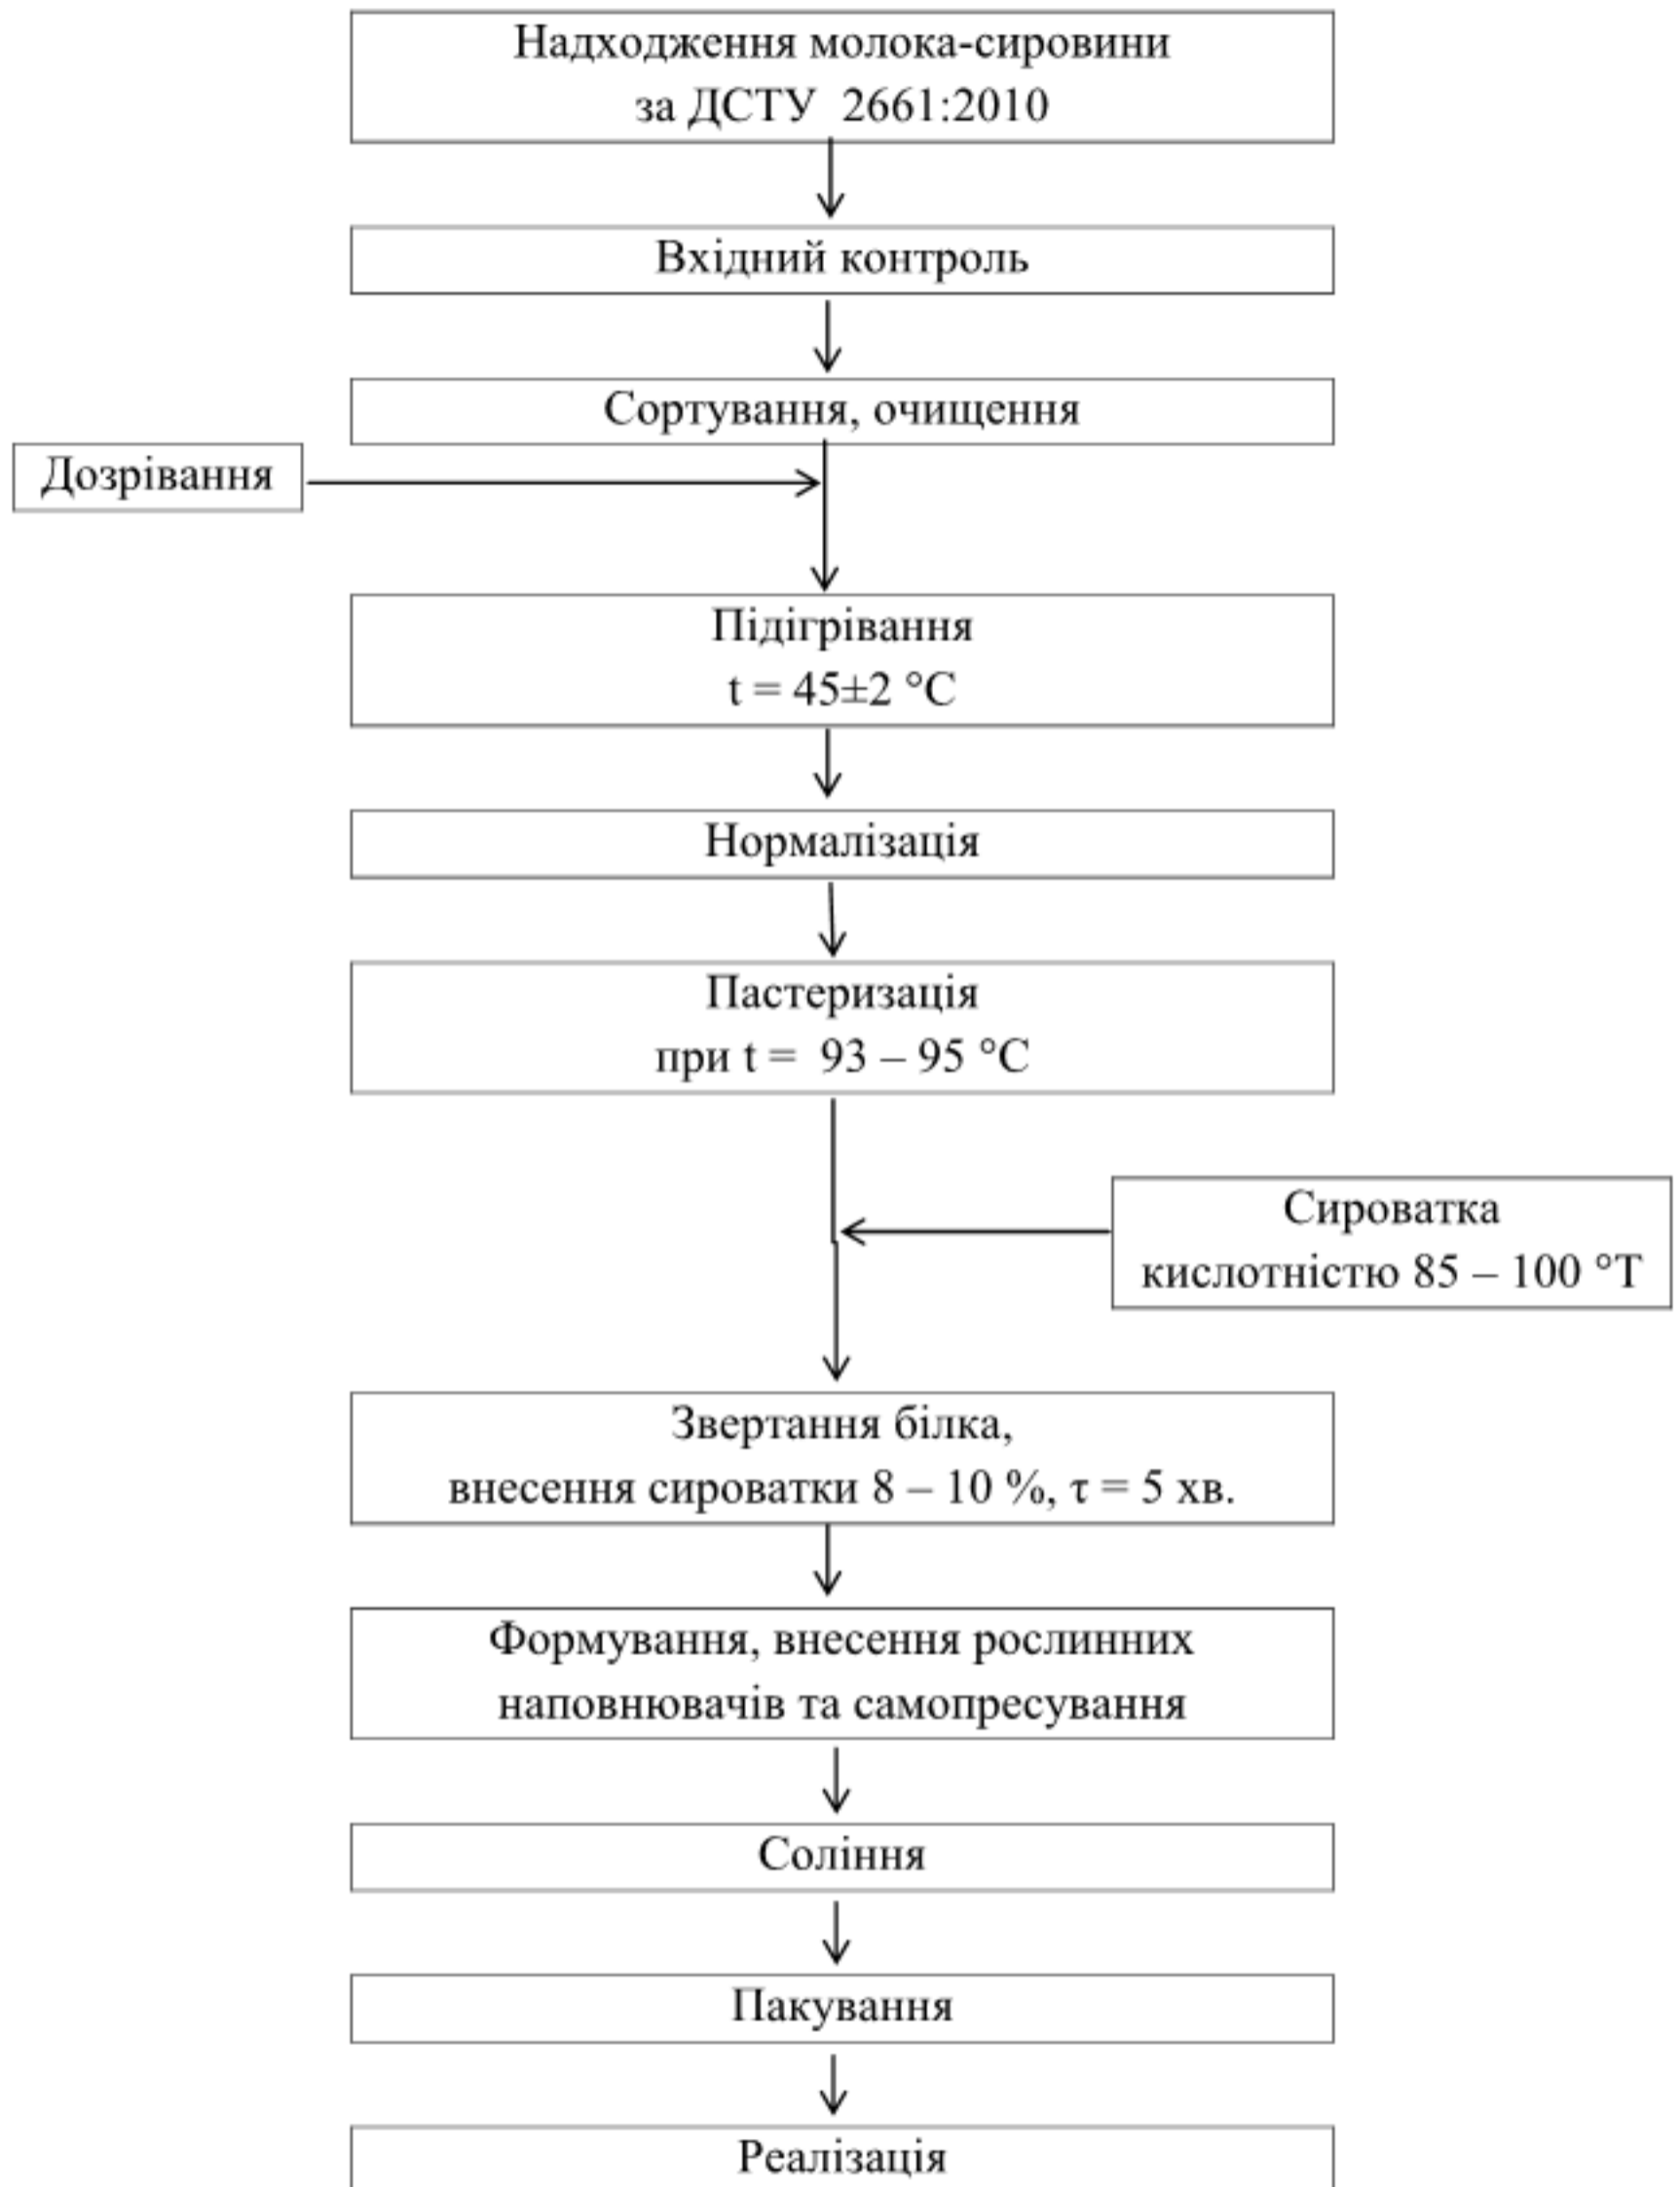 Надходження молока-сировини
за ДСТУ 2661:2010
Вхідний контроль
Сортування, очищення
Дозрівання
Підігрівання
t = 45±2 °С
Нормалізація
Пастеризація
при t = 93 – 95 °С
Сироватка
кислотністю 85 – 100 °Т
Звертання білка,
внесення сироватки 8 – 10 %, τ = 5 хв.
Формування, внесення рослинних
наповнювачів та самопресування
Соління
Пакування
Реалізація